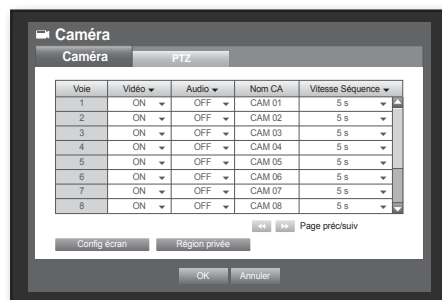 Caméra
Caméra PTZ
Voie Vidéo Audio Nom CA Vitesse Séquence
1 ON OFF CAM 01 5 s
2 ON OFF CAM 02 5 s
3 ON OFF CAM 03 5 s
4 ON OFF CAM 04 5 s
5 ON OFF CAM 05 5 s
6 ON OFF CAM 06 5 s
7 ON OFF CAM 07 5 s
8 ON OFF CAM 08 5 s
Page préc/suiv
Config écran Région privée
OK Annuler